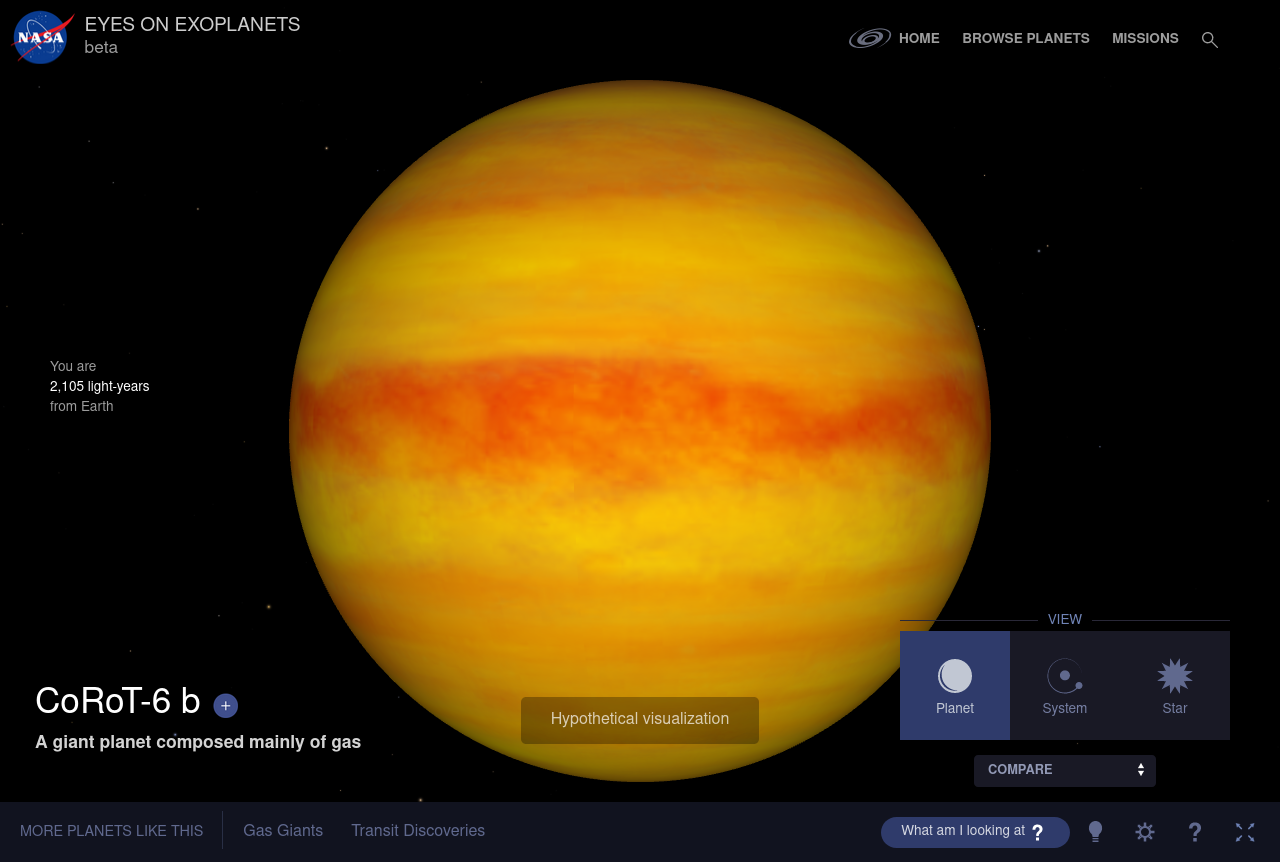 NASA
EYES ON EXOPLANETS
beta
HOME
BROWSE PLANETS
MISSIONS
You are
2,105 light-years
from Earth
CoRoT-6 b +
A giant planet composed mainly of gas
Hypothetical visualization
VIEW
Planet
System
Star
COMPARE
MORE PLANETS LIKE THIS
Gas Giants
Transit Discoveries
What am I looking at ?
?